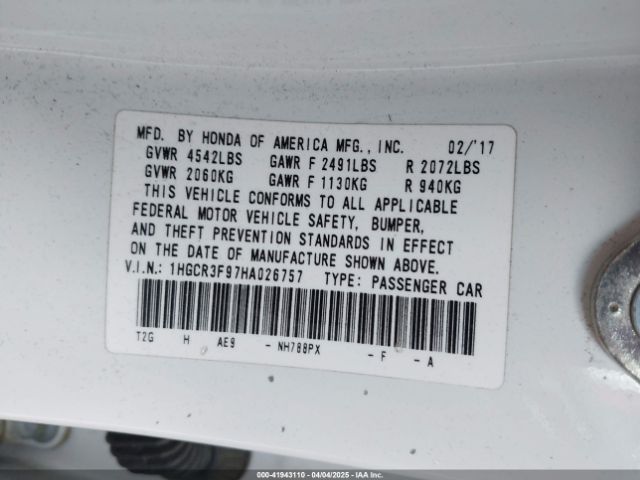 MFD. BY HONDA OF AMERICA MFG., INC. 02/'17
GVWR 4542LBS GAWR F 2491LBS R 2072LBS
GVWR 2060KG GAWR F 1130KG R 940KG
THIS VEHICLE CONFORMS TO ALL APPLICABLE
FEDERAL MOTOR VEHICLE SAFETY, BUMPER,
AND THEFT PREVENTION STANDARDS IN EFFECT
ON THE DATE OF MANUFACTURE SHOWN ABOVE.
V.I.N.: 1HGCR3F97HA026757 TYPE: PASSENGER CAR
T2G H AE9 - NH788PX - F - A
000-41943110 - 04/04/2025 - IAA Inc.